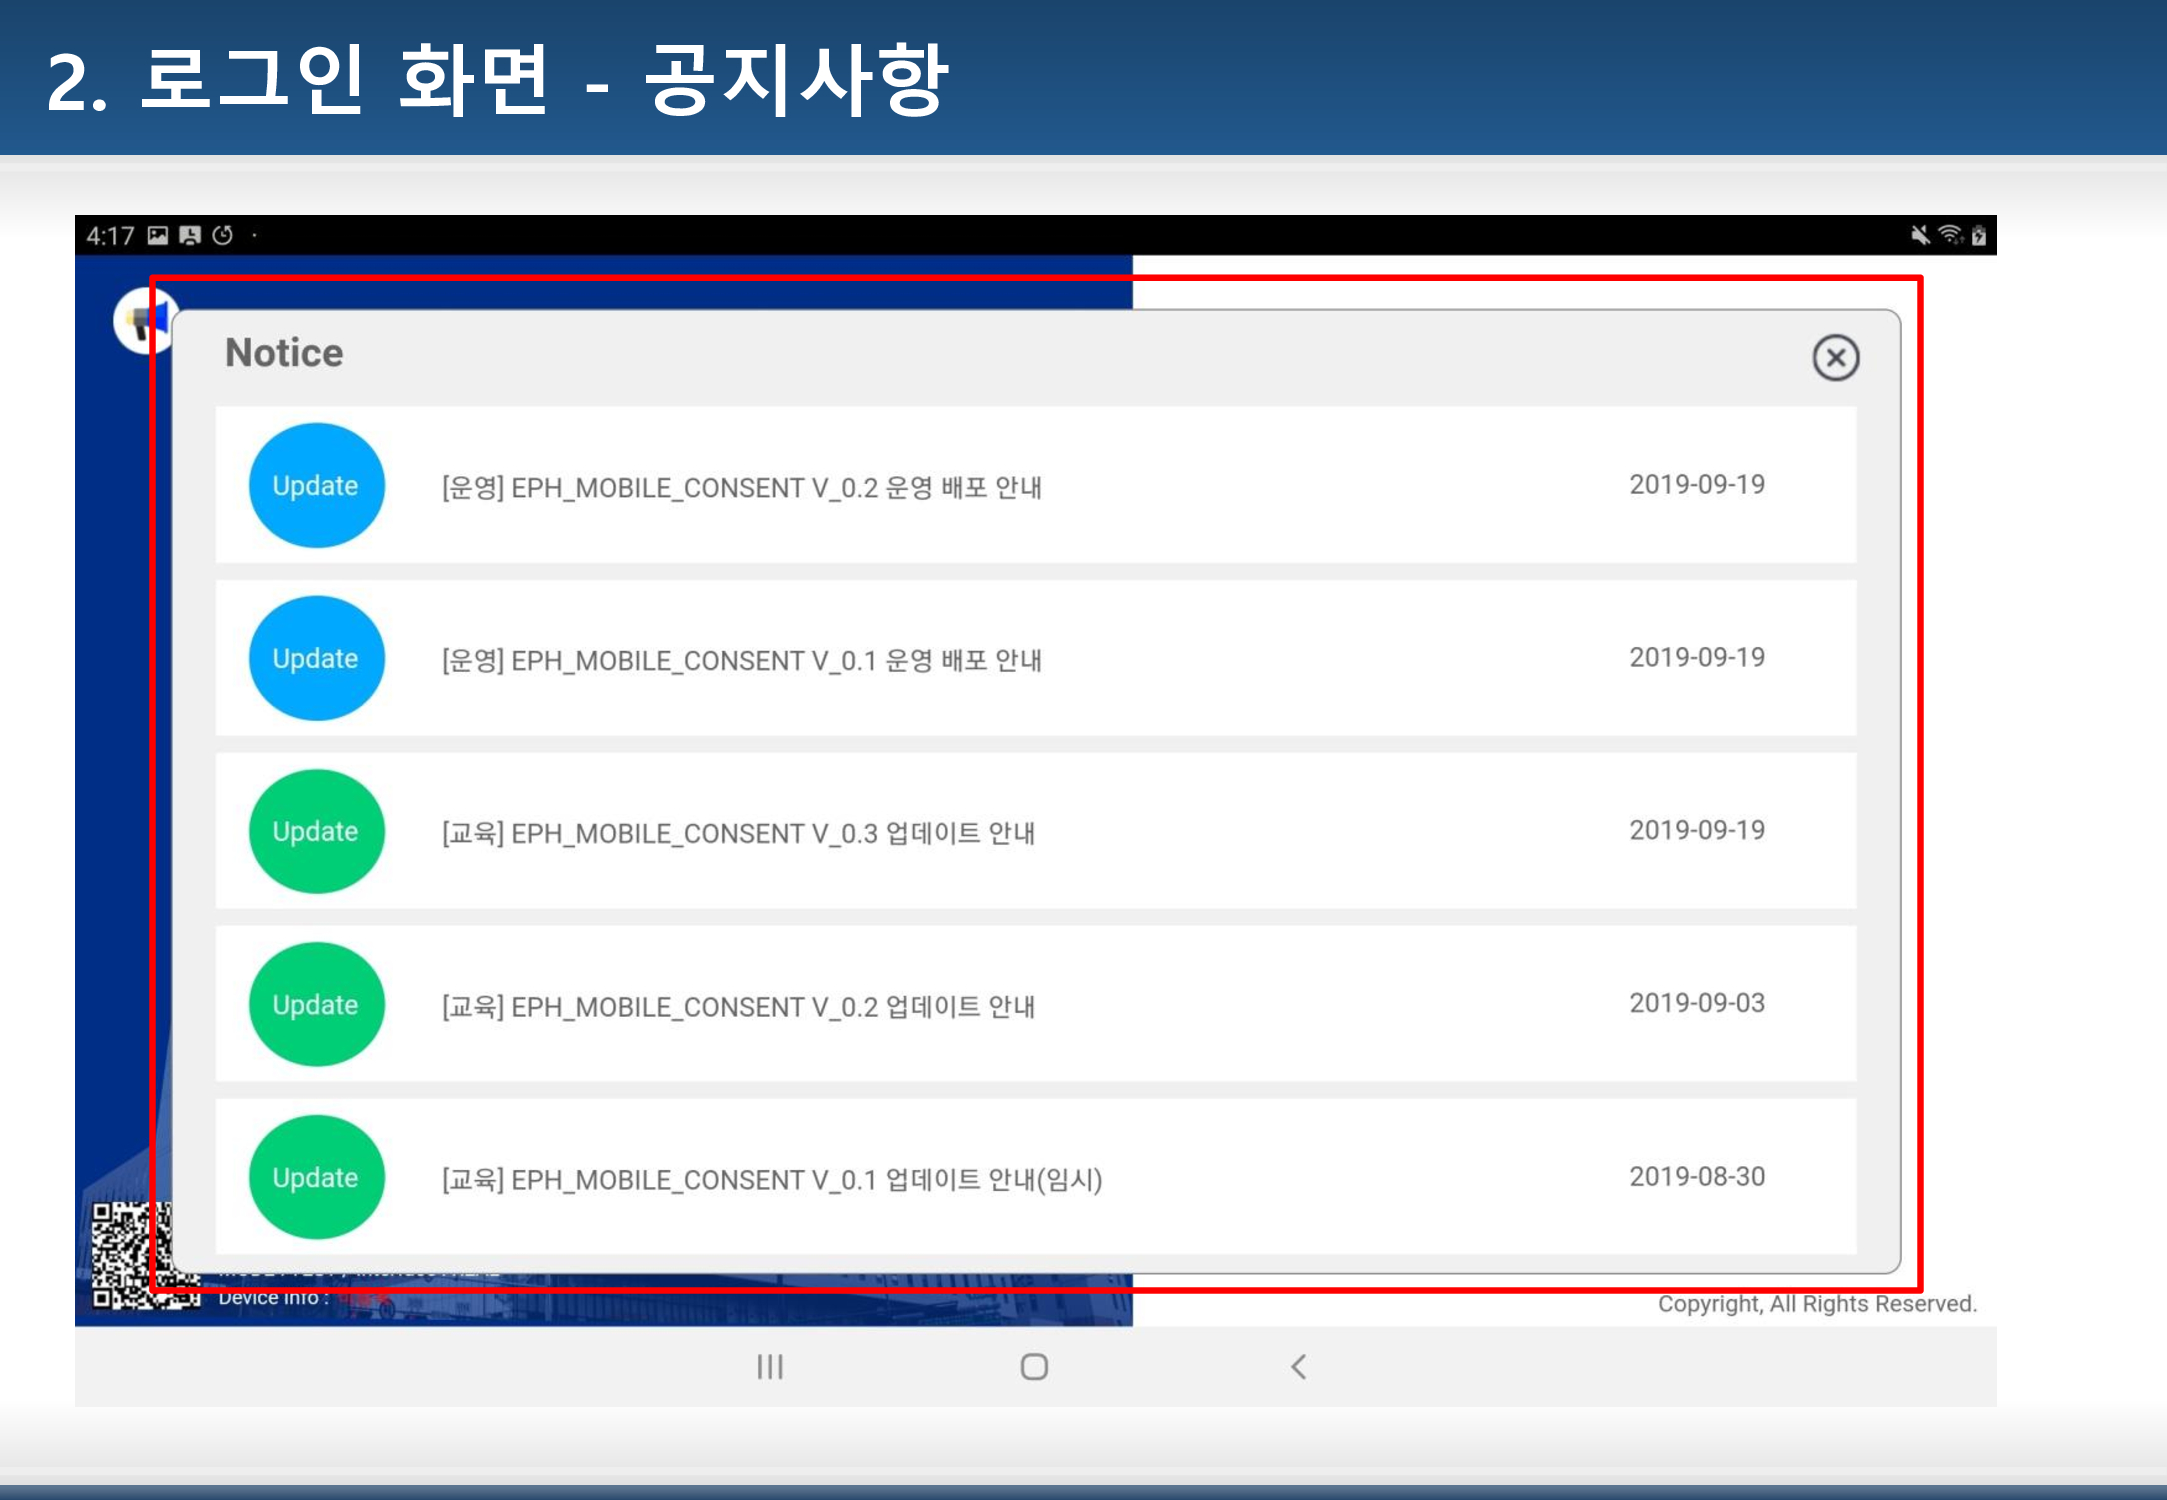 2. 로그인 화면 - 공지사항
4:17
Notice
Update
[운영] EPH_MOBILE_CONSENT V_0.2 운영 배포 안내
2019-09-19
Update
[운영] EPH_MOBILE_CONSENT V_0.1 운영 배포 안내
2019-09-19
Update
[교육] EPH_MOBILE_CONSENT V_0.3 업데이트 안내
2019-09-19
Update
[교육] EPH_MOBILE_CONSENT V_0.2 업데이트 안내
2019-09-03
Update
[교육] EPH_MOBILE_CONSENT V_0.1 업데이트 안내(임시)
2019-08-30
Device Info :
Copyright, All Rights Reserved.